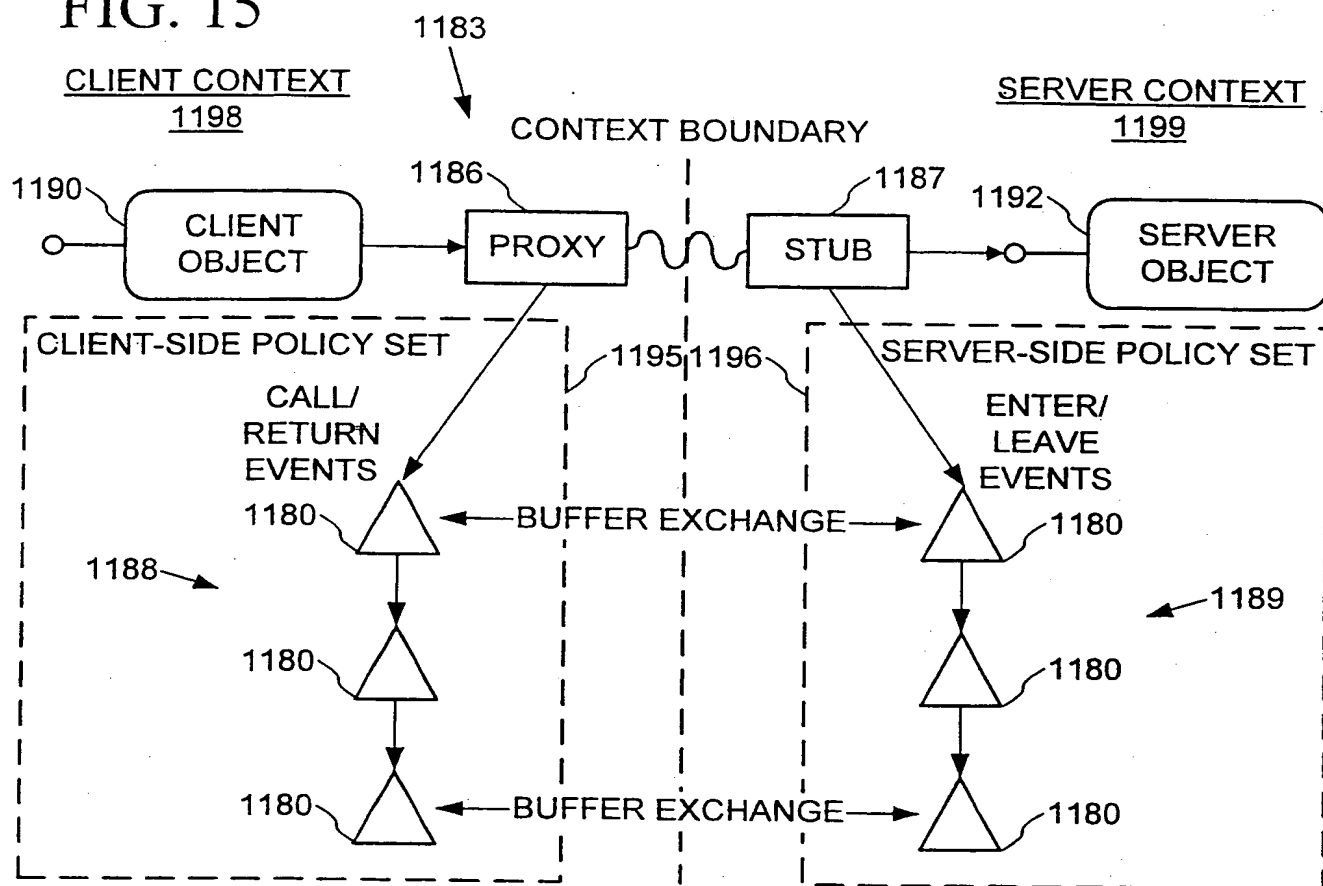 FIG. 15
1183
CLIENT CONTEXT
1198
SERVER CONTEXT
1199
CONTEXT BOUNDARY
1190
1186
1187
1192
CLIENT
OBJECT
PROXY
STUB
SERVER
OBJECT
CLIENT-SIDE POLICY SET
1195
1196
SERVER-SIDE POLICY SET
CALL/
RETURN
EVENTS
ENTER/
LEAVE
EVENTS
1180
BUFFER EXCHANGE
1180
1188
1189
1180
1180
1180
BUFFER EXCHANGE
1180